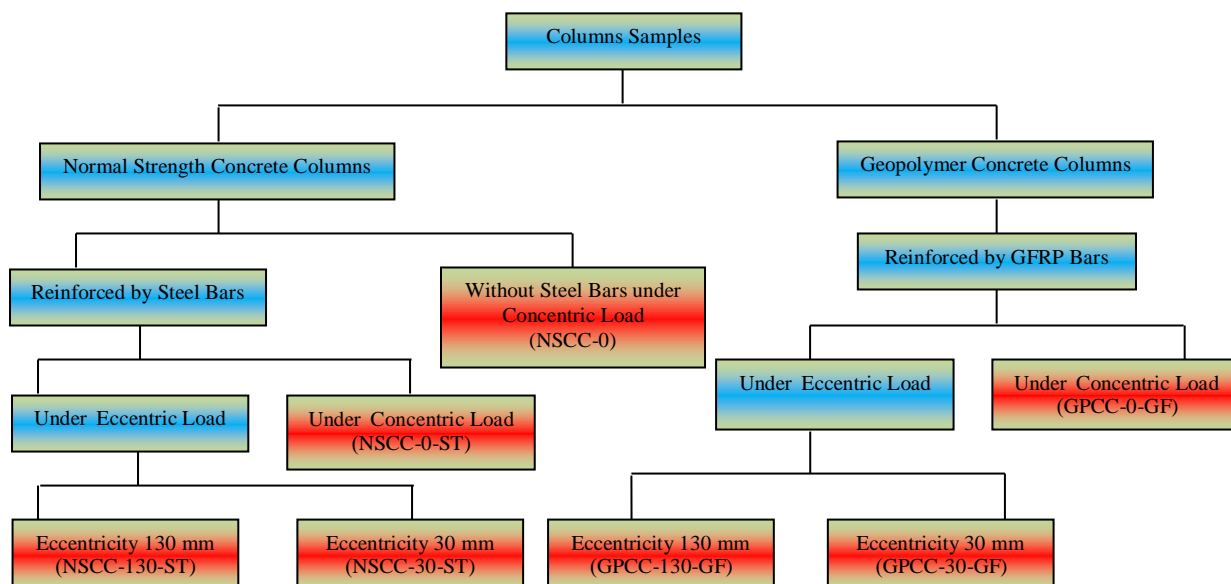 Columns Samples
Normal Strength Concrete Columns
Geopolymer Concrete Columns
Reinforced by Steel Bars
Without Steel Bars under
Concentric Load
(NSCC-0)
Reinforced by GFRP Bars
Under Eccentric Load
Under Concentric Load
(NSCC-0-ST)
Under Eccentric Load
Under Concentric Load
(GPCC-0-GF)
Eccentricity 130 mm
(NSCC-130-ST)
Eccentricity 30 mm
(NSCC-30-ST)
Eccentricity 130 mm
(GPCC-130-GF)
Eccentricity 30 mm
(GPCC-30-GF)